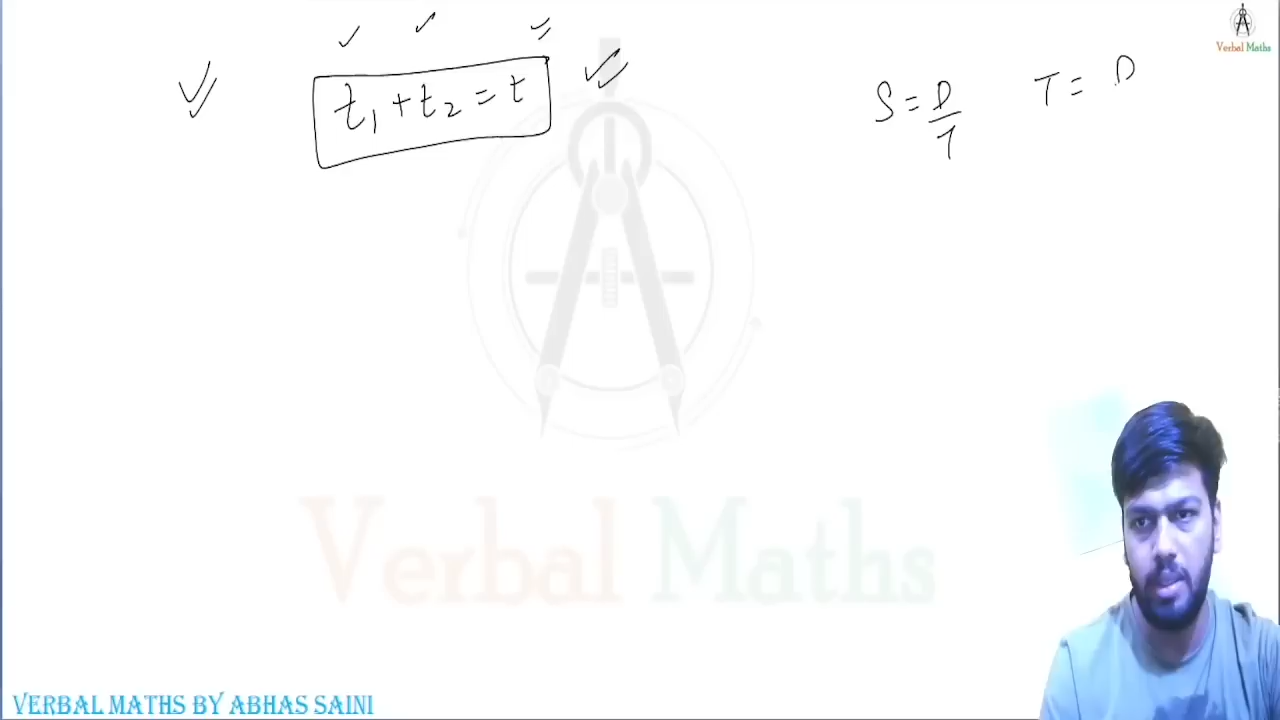 Verbal Maths
t₁ + t₂ = t
S = D/T
T = D
Verbal Maths
VERBAL MATHS BY ABHAS SAINI